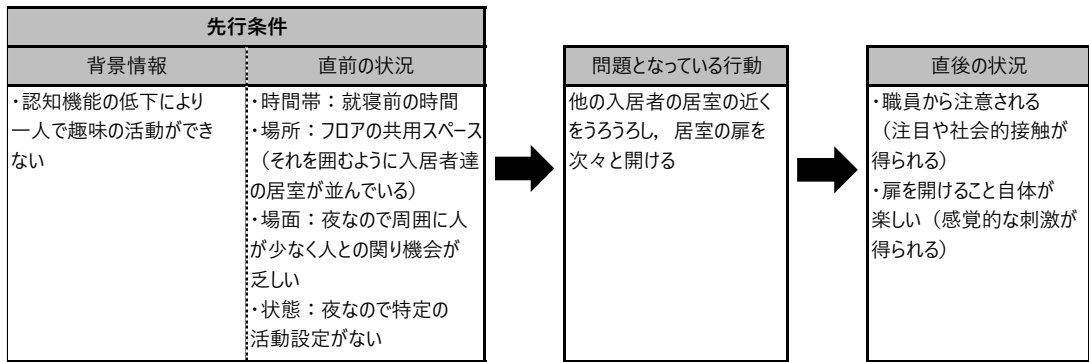 先行条件
背景情報
・認知機能の低下により
一人で趣味の活動ができ
ない
直前の状況
・時間帯：就寝前の時間
・場所：フロアの共用スペース
（それを囲むように入居者達
の居室が並んでいる）
・場面：夜なので周囲に人
が少なく人との関り機会が
乏しい
・状態：夜なので特定の
活動設定がない
問題となっている行動
他の入居者の居室の近く
をうろうろし，居室の扉を
次々と開ける
直後の状況
・職員から注意される
（注目や社会的接触が
得られる）
・扉を開けること自体が
楽しい（感覚的な刺激が
得られる）